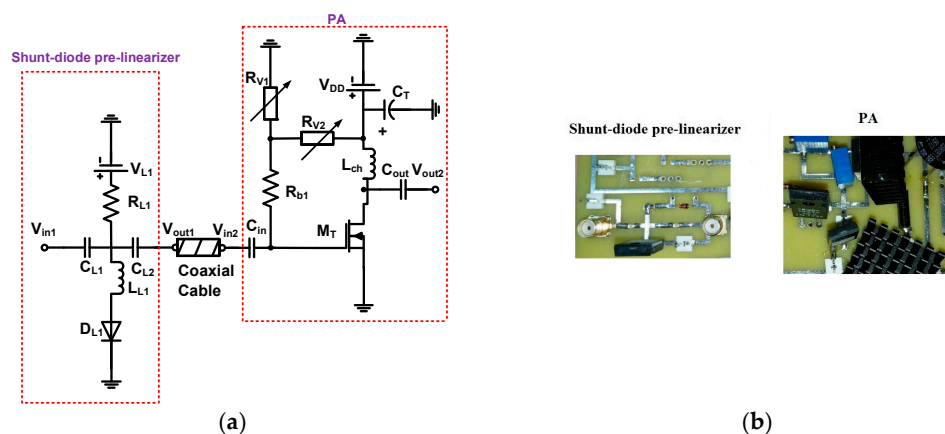 PA
Shunt-diode pre-linearizer
RV1
VDD
CT
RV2
Lch
Cout Vout2
VL1
RL1
Rb1
Vin1
Vout1 Vin2 Cin
MT
CL1
CL2
Coaxial
Cable
LL1
DL1
(a)
Shunt-diode pre-linearizer
PA
(b)